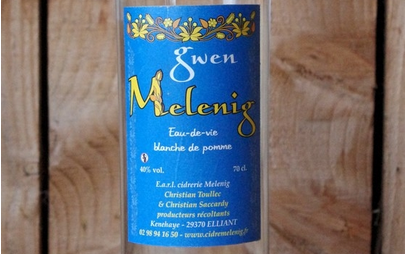 gwen
Melenig
Eau-de-vie
blanche de pomme
40% vol. 70 cl.
E.a.r.l. cidrerie Melenig
Christian Toullec
& Christian Saccardy
producteurs récoltants
Kenehaye - 29370 ELLIANT
02 98 94 16 50 - www.cidremelenig.fr